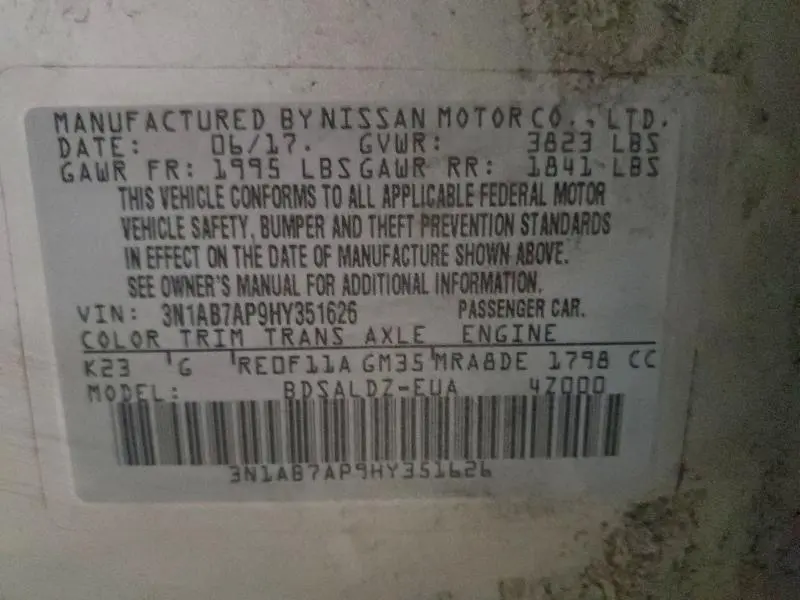 MANUFACTURED BY NISSAN MOTOR CO., LTD.
DATE: 06/17. GVWR: 3823 LBS
GAWR FR: 1995 LBS GAWR RR: 1841 LBS
THIS VEHICLE CONFORMS TO ALL APPLICABLE FEDERAL MOTOR
VEHICLE SAFETY, BUMPER AND THEFT PREVENTION STANDARDS
IN EFFECT ON THE DATE OF MANUFACTURE SHOWN ABOVE.
SEE OWNER'S MANUAL FOR ADDITIONAL INFORMATION.
VIN: 3N1AB7AP9HY351626 PASSENGER CAR.
COLOR TRIM TRANS AXLE ENGINE
K23 G RE0F11A GM35 MRA8DE 1798 CC
MODEL: BDSALDZ-EUA 4Z000
3N1AB7AP9HY351626